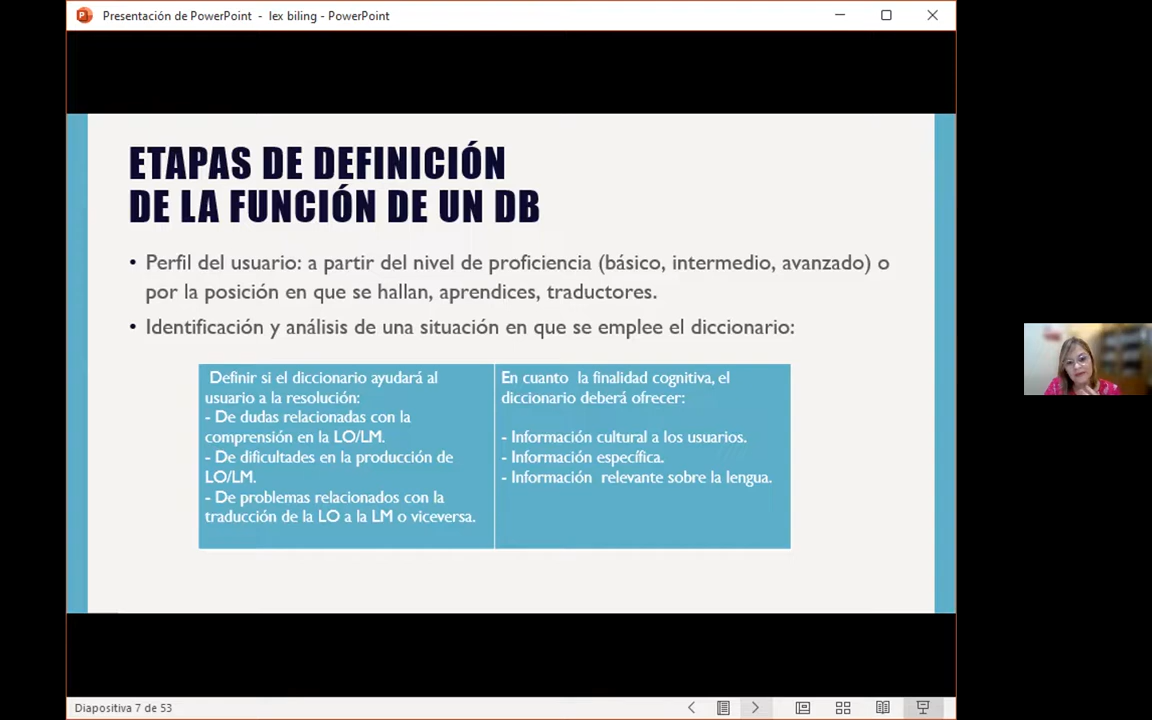 Presentación de PowerPoint - lex biling - PowerPoint
ETAPAS DE DEFINICIÓN
DE LA FUNCIÓN DE UN DB
• Perfil del usuario: a partir del nivel de proficiencia (básico, intermedio, avanzado) o
por la posición en que se hallan, aprendices, traductores.
• Identificación y análisis de una situación en que se emplee el diccionario:
Definir si el diccionario ayudará al
usuario a la resolución:
- De dudas relacionadas con la
comprensión en la LO/LM.
- De dificultades en la producción de
LO/LM.
- De problemas relacionados con la
traducción de la LO a la LM o viceversa.
En cuanto la finalidad cognitiva, el
diccionario deberá ofrecer:
- Información cultural a los usuarios.
- Información específica.
- Información relevante sobre la lengua.
Diapositiva 7 de 53